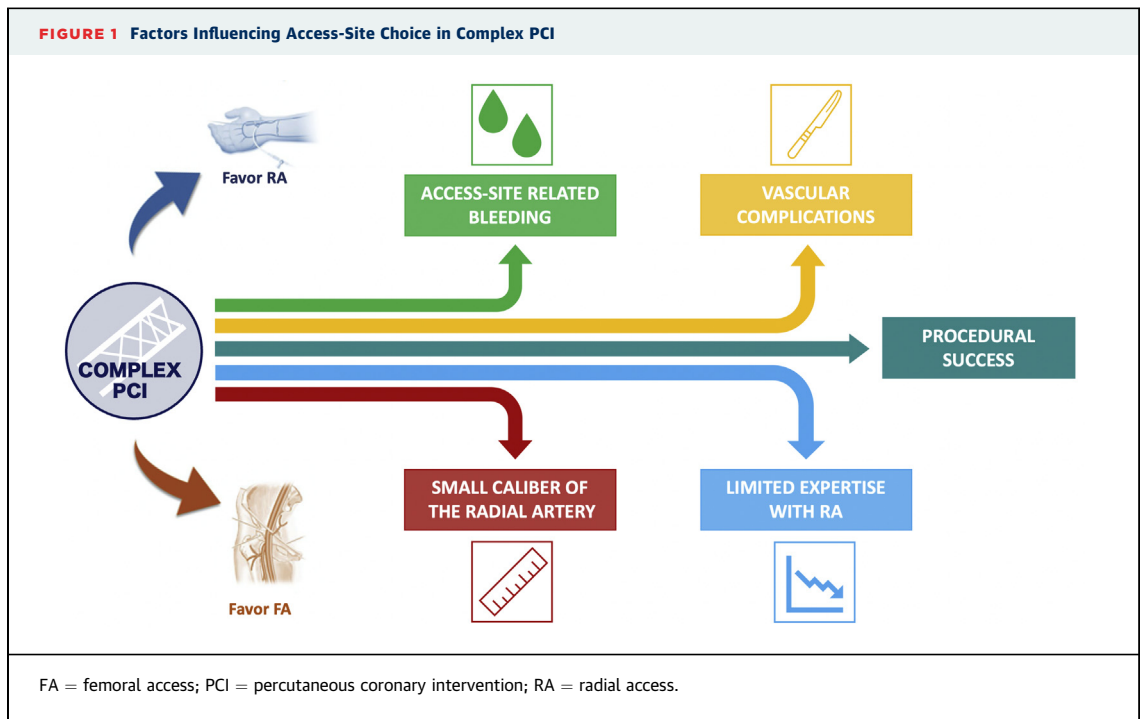 FIGURE 1 Factors Influencing Access-Site Choice in Complex PCI
Favor RA
ACCESS-SITE RELATED
BLEEDING
VASCULAR
COMPLICATIONS
COMPLEX
PCI
PROCEDURAL
SUCCESS
SMALL CALIBER OF
THE RADIAL ARTERY
LIMITED EXPERTISE
WITH RA
Favor FA
FA = femoral access; PCI = percutaneous coronary intervention; RA = radial access.